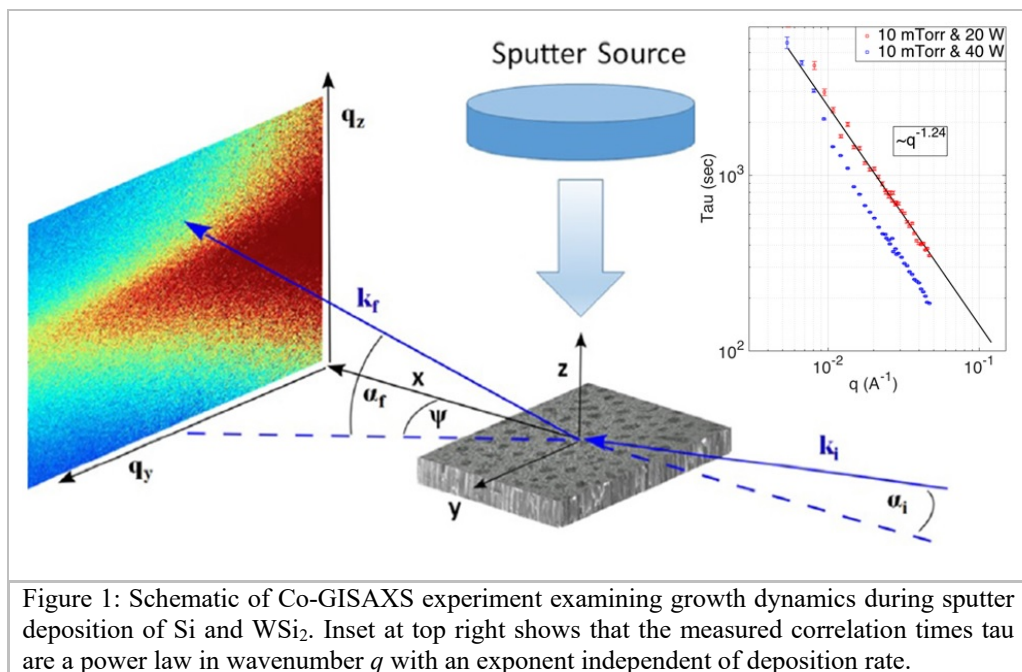 Sputter Source
10 mTorr & 20 W
10 mTorr & 40 W
~q^-1.24
Tau (sec)
10^3
10^2
10^-2
10^-1
q (A^-1)
q_z
k_f
z
x
α_f
ψ
k_i
q_y
y
α_i
Figure 1: Schematic of Co-GISAXS experiment examining growth dynamics during sputter
deposition of Si and WSi₂. Inset at top right shows that the measured correlation times tau
are a power law in wavenumber q with an exponent independent of deposition rate.